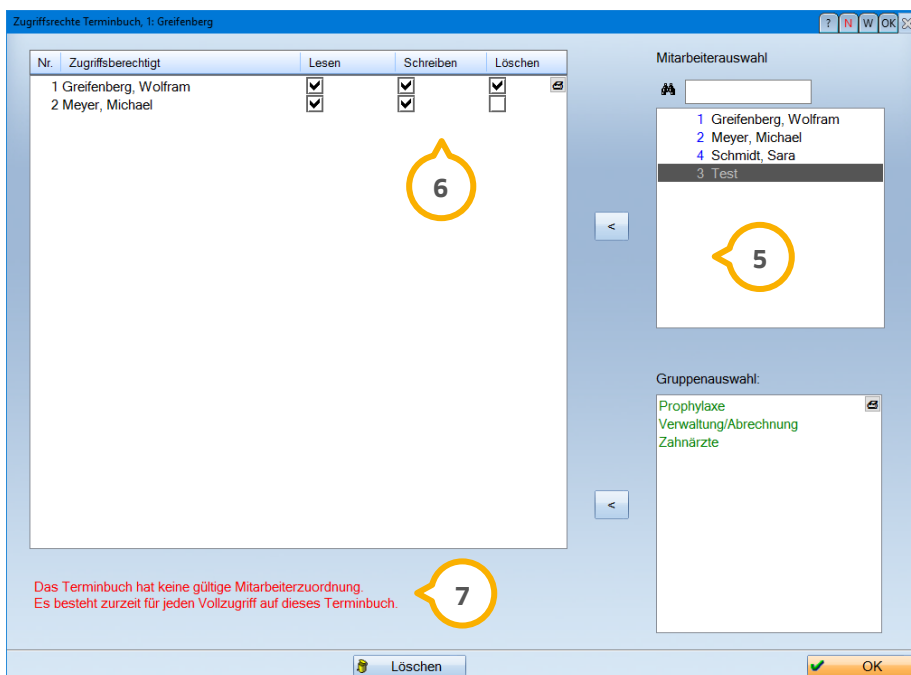 Zugriffsrechte Terminbuch, 1: Greifenberg
? N W OK
Nr. Zugriffsberechtigt Lesen Schreiben Löschen
1 Greifenberg, Wolfram
2 Meyer, Michael
6
Mitarbeiterauswahl
1 Greifenberg, Wolfram
2 Meyer, Michael
4 Schmidt, Sara
3 Test
<
5
Gruppenauswahl:
Prophylaxe
Verwaltung/Abrechnung
Zahnärzte
<
Das Terminbuch hat keine gültige Mitarbeiterzuordnung.
Es besteht zurzeit für jeden Vollzugriff auf dieses Terminbuch.
7
Löschen
OK